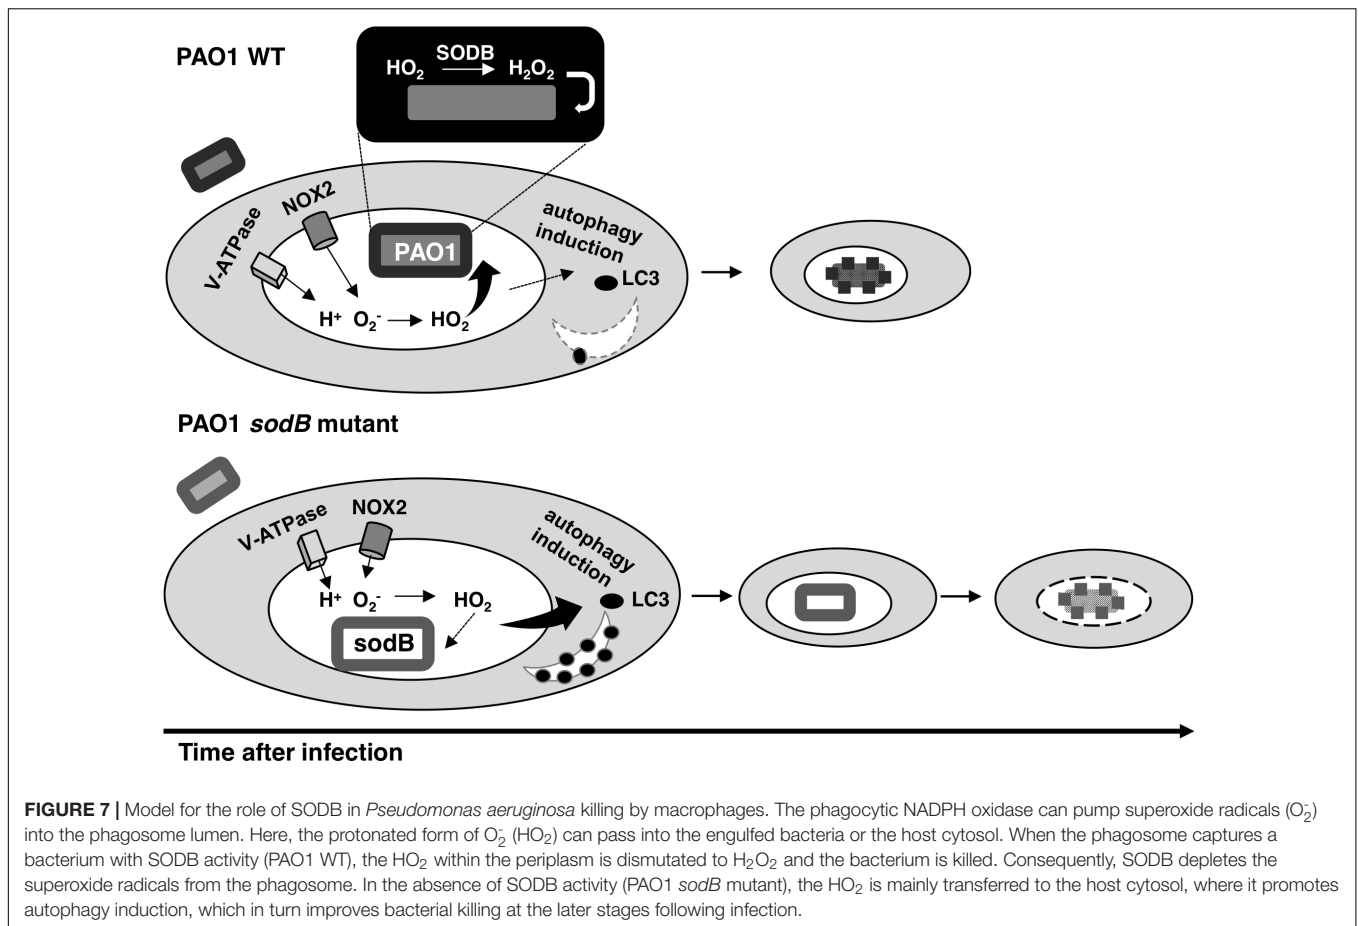 PAO1 WT
SODB
HO₂ H₂O₂
NOX2
V-ATPase
PAO1
autophagy
induction
LC3
H⁺ O₂⁻ HO₂
PAO1 sodB mutant
V-ATPase
NOX2
autophagy
induction
LC3
H⁺ O₂⁻ HO₂
sodB
Time after infection
FIGURE 7 | Model for the role of SODB in Pseudomonas aeruginosa killing by macrophages. The phagocytic NADPH oxidase can pump superoxide radicals (O₂⁻)
into the phagosome lumen. Here, the protonated form of O₂⁻ (HO₂) can pass into the engulfed bacteria or the host cytosol. When the phagosome captures a
bacterium with SODB activity (PAO1 WT), the HO₂ within the periplasm is dismutated to H₂O₂ and the bacterium is killed. Consequently, SODB depletes the
superoxide radicals from the phagosome. In the absence of SODB activity (PAO1 sodB mutant), the HO₂ is mainly transferred to the host cytosol, where it promotes
autophagy induction, which in turn improves bacterial killing at the later stages following infection.